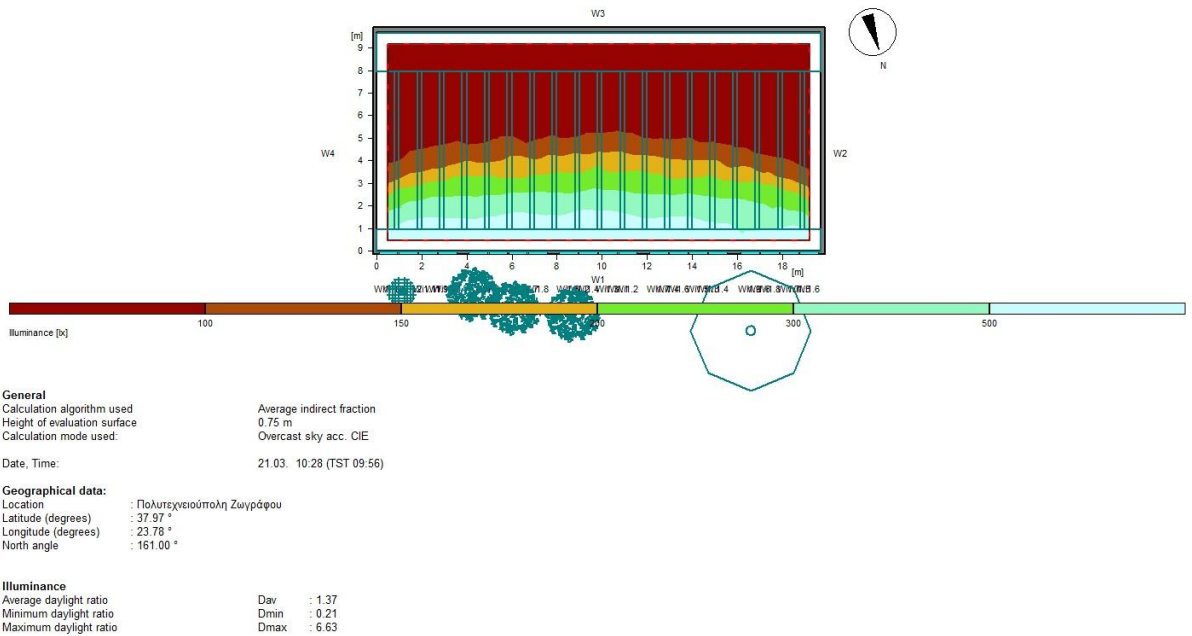 W3
[m]
9
8
7
6
5
4
3
2
1
0
W4
W2
N
0 2 4 6 8 10 12 14 16 18 [m]
W1
100 150 200 300 500
Illuminance [lx]
General
Calculation algorithm used Average indirect fraction
Height of evaluation surface 0.75 m
Calculation mode used: Overcast sky acc. CIE
Date, Time: 21.03. 10:28 (TST 09:56)
Geographical data:
Location : Πολυτεχνειούπολη Ζωγράφου
Latitude (degrees) : 37.97 °
Longitude (degrees) : 23.78 °
North angle : 161.00 °
Illuminance
Average daylight ratio Dav : 1.37
Minimum daylight ratio Dmin : 0.21
Maximum daylight ratio Dmax : 6.63